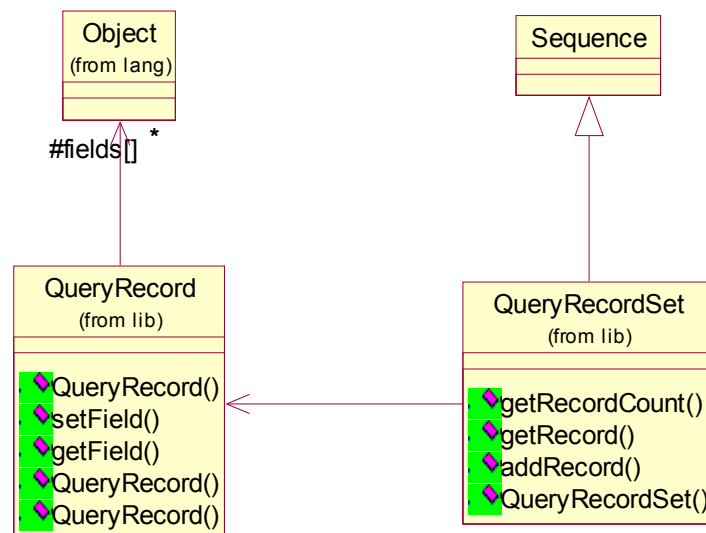 Object
(from lang)
Sequence
*
#fields[]
QueryRecord
(from lib)
QueryRecord()
setField()
getField()
QueryRecord()
QueryRecord()
QueryRecordSet
(from lib)
getRecordCount()
getRecord()
addRecord()
QueryRecordSet()